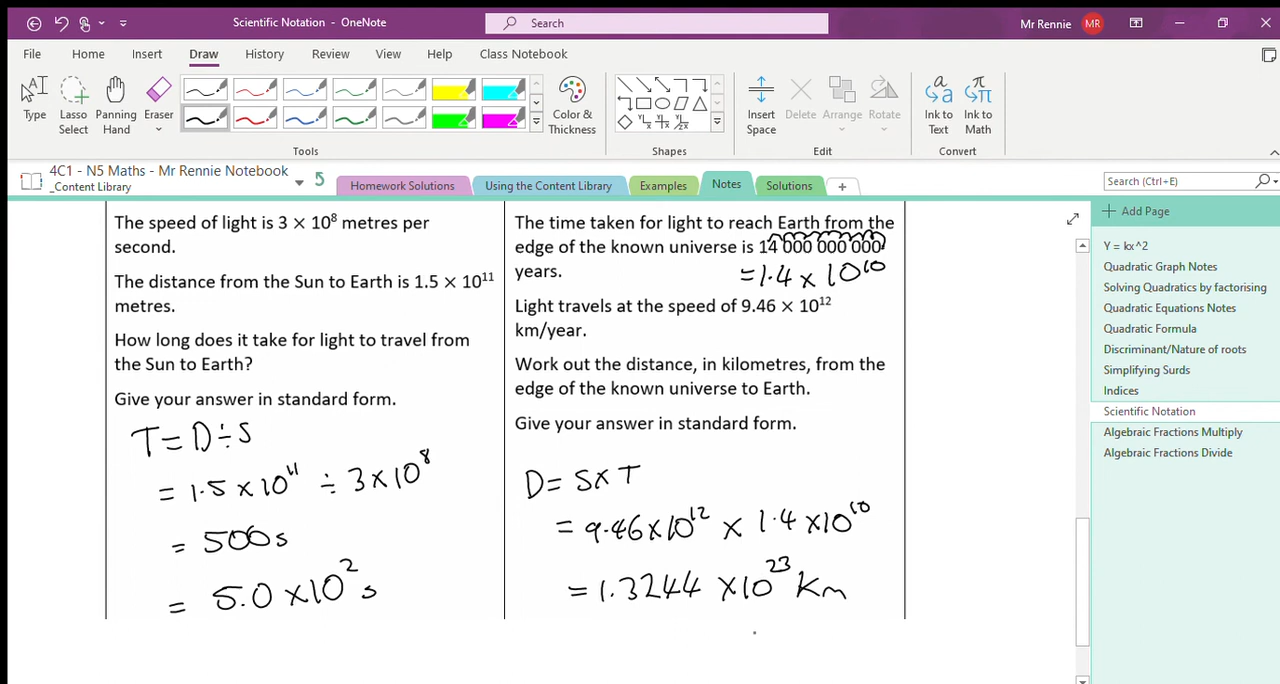 Scientific Notation - OneNote
Search
Mr Rennie MR
File Home Insert Draw History Review View Help Class Notebook
Type
Lasso Select
Panning Hand
Eraser
Color & Thickness
Insert Space
Delete
Arrange
Rotate
Ink to Text
Ink to Math
Tools
Shapes
Edit
Convert
4C1 - N5 Maths - Mr Rennie Notebook
_Content Library
Homework Solutions
Using the Content Library
Examples
Notes
Solutions
Search (Ctrl+E)
The speed of light is 3 × 10⁸ metres per
second.
The distance from the Sun to Earth is 1.5 × 10¹¹
metres.
How long does it take for light to travel from
the Sun to Earth?
Give your answer in standard form.
T = D ÷ S
= 1.5 × 10¹¹ ÷ 3 × 10⁸
= 500s
= 5.0 × 10² s
The time taken for light to reach Earth from the
edge of the known universe is 14 000 000 000
years.
= 1.4 × 10¹⁰
Light travels at the speed of 9.46 × 10¹²
km/year.
Work out the distance, in kilometres, from the
edge of the known universe to Earth.
Give your answer in standard form.
D = S × T
= 9.46 × 10¹² × 1.4 × 10¹⁰
= 1.3244 × 10²³ Km
Add Page
Y = kx^2
Quadratic Graph Notes
Solving Quadratics by factorising
Quadratic Equations Notes
Quadratic Formula
Discriminant/Nature of roots
Simplifying Surds
Indices
Scientific Notation
Algebraic Fractions Multiply
Algebraic Fractions Divide